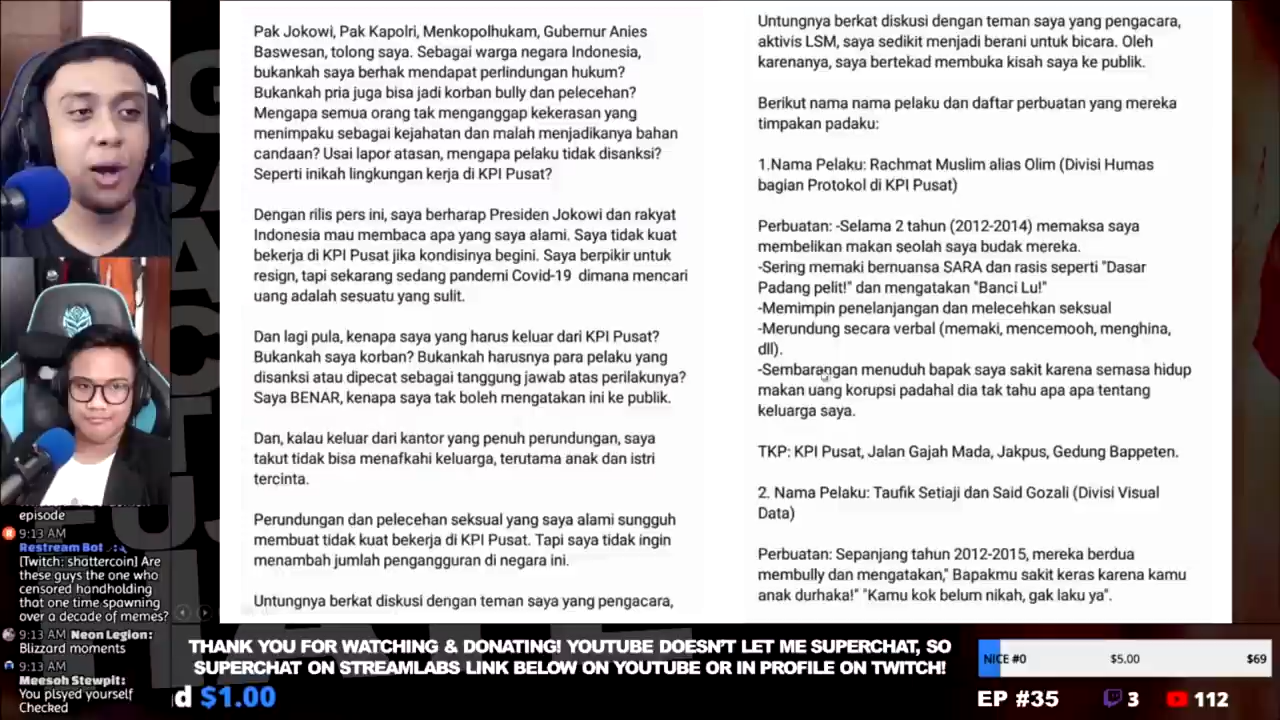 Pak Jokowi, Pak Kapolri, Menkopolhukam, Gubernur Anies
Baswesan, tolong saya. Sebagai warga negara Indonesia,
bukankah saya berhak mendapat perlindungan hukum?
Bukankah pria juga bisa jadi korban bully dan pelecehan?
Mengapa semua orang tak menganggap kekerasan yang
menimpaku sebagai kejahatan dan malah menjadikanya bahan
candaan? Usai lapor atasan, mengapa pelaku tidak disanksi?
Seperti inikah lingkungan kerja di KPI Pusat?
Dengan rilis pers ini, saya berharap Presiden Jokowi dan rakyat
Indonesia mau membaca apa yang saya alami. Saya tidak kuat
bekerja di KPI Pusat jika kondisinya begini. Saya berpikir untuk
resign, tapi sekarang sedang pandemi Covid-19 dimana mencari
uang adalah sesuatu yang sulit.
Dan lagi pula, kenapa saya yang harus keluar dari KPI Pusat?
Bukankah saya korban? Bukankah harusnya para pelaku yang
disanksi atau dipecat sebagai tanggung jawab atas perilakunya?
Saya BENAR, kenapa saya tak boleh mengatakan ini ke publik.
Dan, kalau keluar dari kantor yang penuh perundungan, saya
takut tidak bisa menafkahi keluarga, terutama anak dan istri
tercinta.
Perundungan dan pelecehan seksual yang saya alami sungguh
membuat tidak kuat bekerja di KPI Pusat. Tapi saya tidak ingin
menambah jumlah pengangguran di negara ini.
Untungnya berkat diskusi dengan teman saya yang pengacara,
Untungnya berkat diskusi dengan teman saya yang pengacara,
aktivis LSM, saya sedikit menjadi berani untuk bicara. Oleh
karenanya, saya bertekad membuka kisah saya ke publik.
Berikut nama nama pelaku dan daftar perbuatan yang mereka
timpakan padaku:
1.Nama Pelaku: Rachmat Muslim alias Olim (Divisi Humas
bagian Protokol di KPI Pusat)
Perbuatan: -Selama 2 tahun (2012-2014) memaksa saya
membelikan makan seolah saya budak mereka.
-Sering memaki bernuansa SARA dan rasis seperti "Dasar
Padang pelit!" dan mengatakan "Banci Lu!"
-Memimpin penelanjangan dan melecehkan seksual
-Merundung secara verbal (memaki, mencemooh, menghina,
dll).
-Sembarangan menuduh bapak saya sakit karena semasa hidup
makan uang korupsi padahal dia tak tahu apa apa tentang
keluarga saya.
TKP: KPI Pusat, Jalan Gajah Mada, Jakpus, Gedung Bappeten.
2. Nama Pelaku: Taufik Setiaji dan Said Gozali (Divisi Visual
Data)
Perbuatan: Sepanjang tahun 2012-2015, mereka berdua
membully dan mengatakan," Bapakmu sakit keras karena kamu
anak durhaka!" "Kamu kok belum nikah, gak laku ya".
episode
9:13 AM
Restream Bot
[Twitch: shattercoin] Are
these guys the one who
censored handholding
that one time spawning
over a decade of memes?
9:13 AM Neon Legion:
Blizzard moments
9:13 AM
Meesoh Stewpit:
You plsyed yourself
Checked
THANK YOU FOR WATCHING & DONATING! YOUTUBE DOESN'T LET ME SUPERCHAT, SO
SUPERCHAT ON STREAMLABS LINK BELOW ON YOUTUBE OR IN PROFILE ON TWITCH!
d $1.00
NICE #0 $5.00 $69
EP #35 3 112